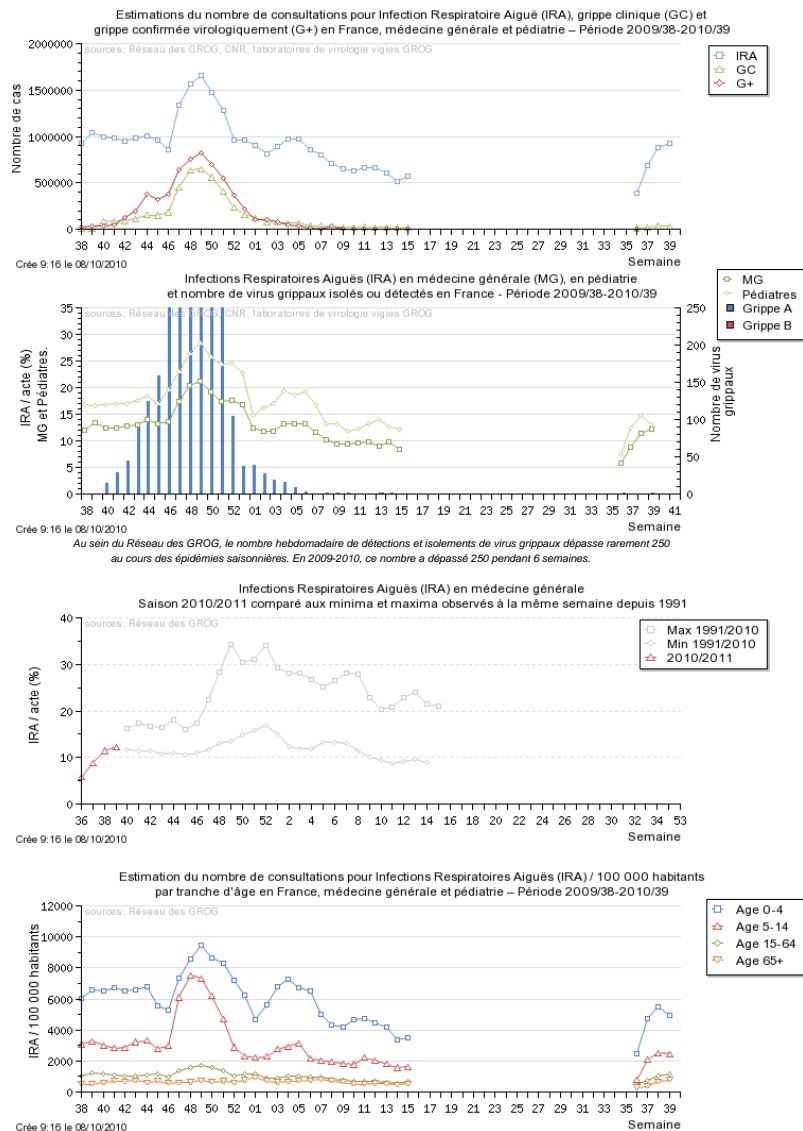 Estimations du nombre de consultations pour Infection Respiratoire Aiguë (IRA), grippe clinique (GC) et
grippe confirmée virologiquement (G+) en France, médecine générale et pédiatrie – Période 2009/38-2010/39
sources: Réseau des GROG, CNR, laboratoires de virologie vigies GROG
IRA
GC
G+
Nombre de cas
2000000
1500000
1000000
500000
0
38 40 42 44 46 48 50 52 01 03 05 07 09 11 13 15 17 19 21 23 25 27 29 31 33 35 37 39
Semaine
Crée 9:16 le 08/10/2010
Infections Respiratoires Aiguës (IRA) en médecine générale (MG), en pédiatrie
et nombre de virus grippaux isolés ou détectés en France - Période 2009/38-2010/39
sources: Réseau des GROG, CNR, laboratoires de virologie vigies GROG
MG
Pédiatres
Grippe A
Grippe B
IRA / acte (%)
MG et Pédiatres.
35
30
25
20
15
10
5
0
250
200
150
100
50
0
Nombre de virus
grippaux
38 40 42 44 46 48 50 52 01 03 05 07 09 11 13 15 17 19 21 23 25 27 29 31 33 35 37 39 41
Semaine
Crée 9:16 le 08/10/2010
Au sein du Réseau des GROG, le nombre hebdomadaire de détections et isolements de virus grippaux dépasse rarement 250
au cours des épidémies saisonnières. En 2009-2010, ce nombre a dépassé 250 pendant 6 semaines.
Infections Respiratoires Aiguës (IRA) en médecine générale
Saison 2010/2011 comparé aux minima et maxima observés à la même semaine depuis 1991
sources: Réseau des GROG
Max 1991/2010
Min 1991/2010
2010/2011
IRA / acte (%)
40
30
20
10
0
36 38 40 42 44 46 48 50 52 2 4 6 8 10 12 14 16 18 20 22 24 26 28 30 32 34 53
Semaine
Crée 9:16 le 08/10/2010
Estimation du nombre de consultations pour Infections Respiratoires Aiguës (IRA) / 100 000 habitants
par tranche d'âge en France, médecine générale et pédiatrie – Période 2009/38-2010/39
sources: Réseau des GROG
Age 0-4
Age 5-14
Age 15-64
Age 65+
IRA / 100 000 habitants
12000
10000
8000
6000
4000
2000
0
38 40 42 44 46 48 50 52 01 03 05 07 09 11 13 15 17 19 21 23 25 27 29 31 33 35 37 39
Semaine
Crée 9:16 le 08/10/2010